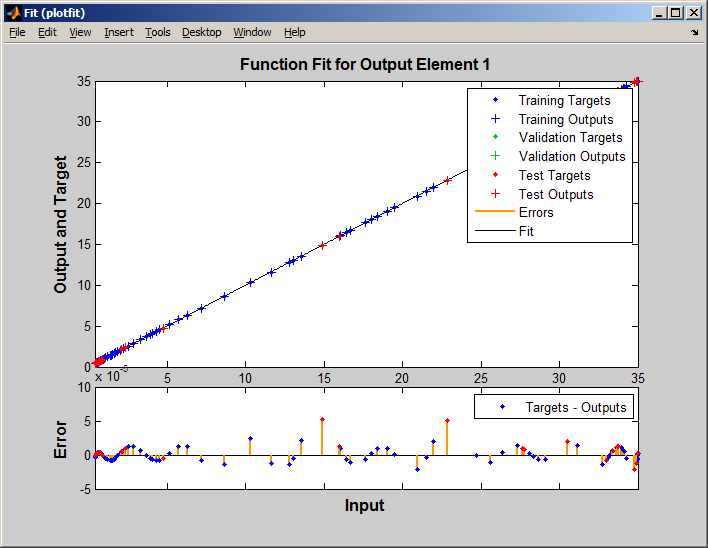 Fit (plotfit)
File Edit View Insert Tools Desktop Window Help
Function Fit for Output Element 1
Output and Target
35
30
25
20
15
10
5
0
Training Targets
Training Outputs
Validation Targets
Validation Outputs
Test Targets
Test Outputs
Errors
Fit
x 10^-5
5 10 15 20 25 30 35
Error
10
5
0
-5
Targets - Outputs
Input